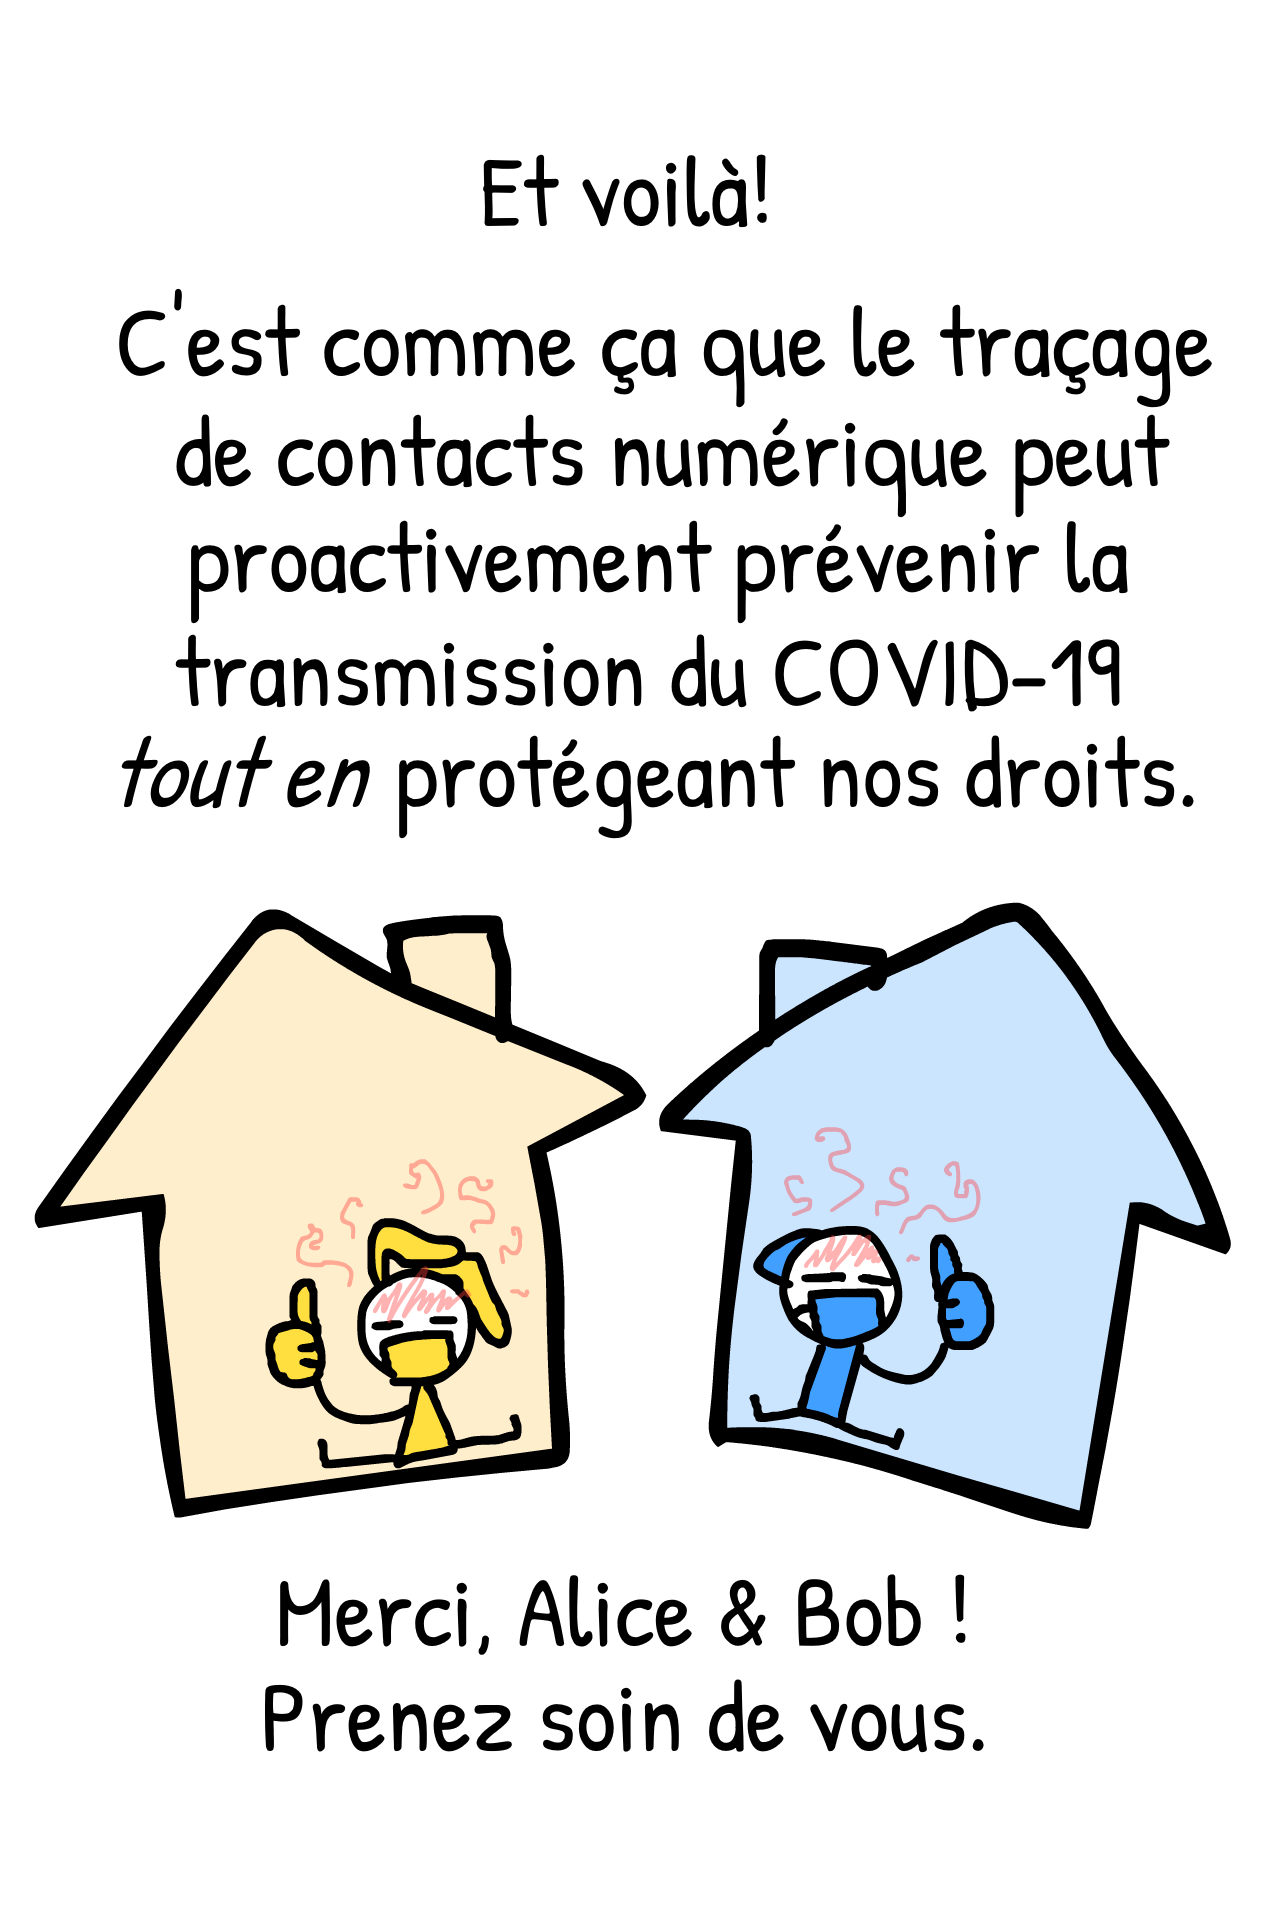 Et voilà!
C'est comme ça que le traçage
de contacts numérique peut
proactivement prévenir la
transmission du COVID-19
tout en protégeant nos droits.
Merci, Alice & Bob !
Prenez soin de vous.